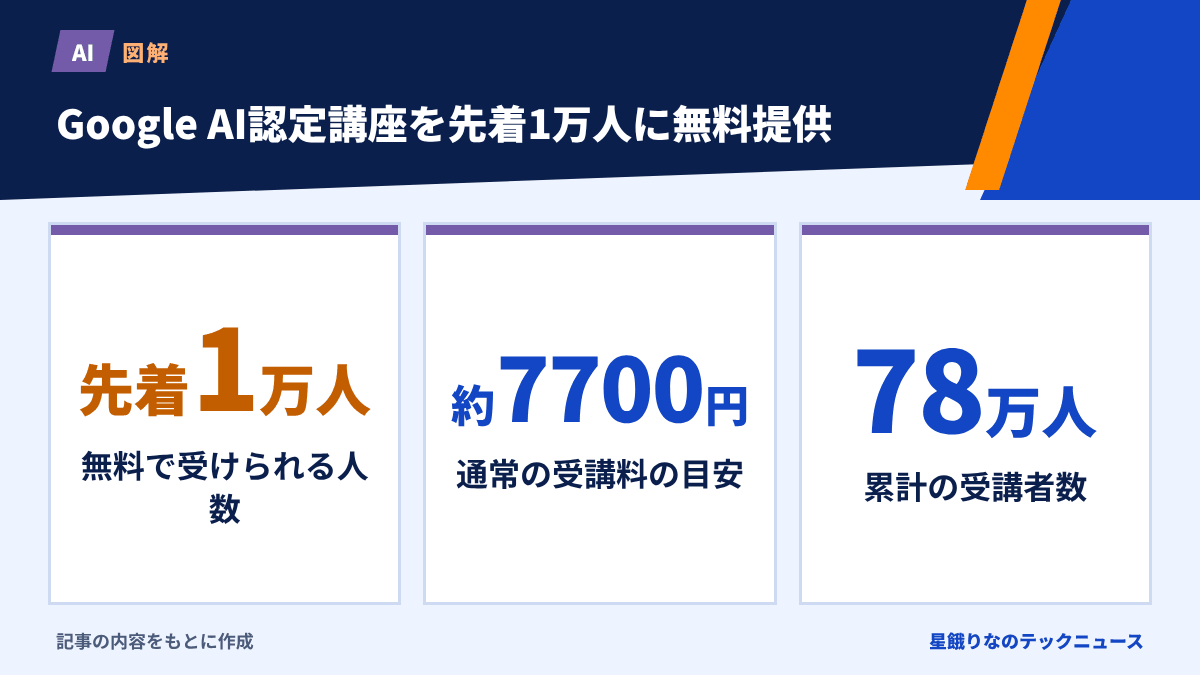 AI 図解
Google AI認定講座を先着1万人に無料提供
先着1万人
無料で受けられる人
数
約7700円
通常の受講料の目安
78万人
累計の受講者数
記事の内容をもとに作成
星餓りなのテックニュース